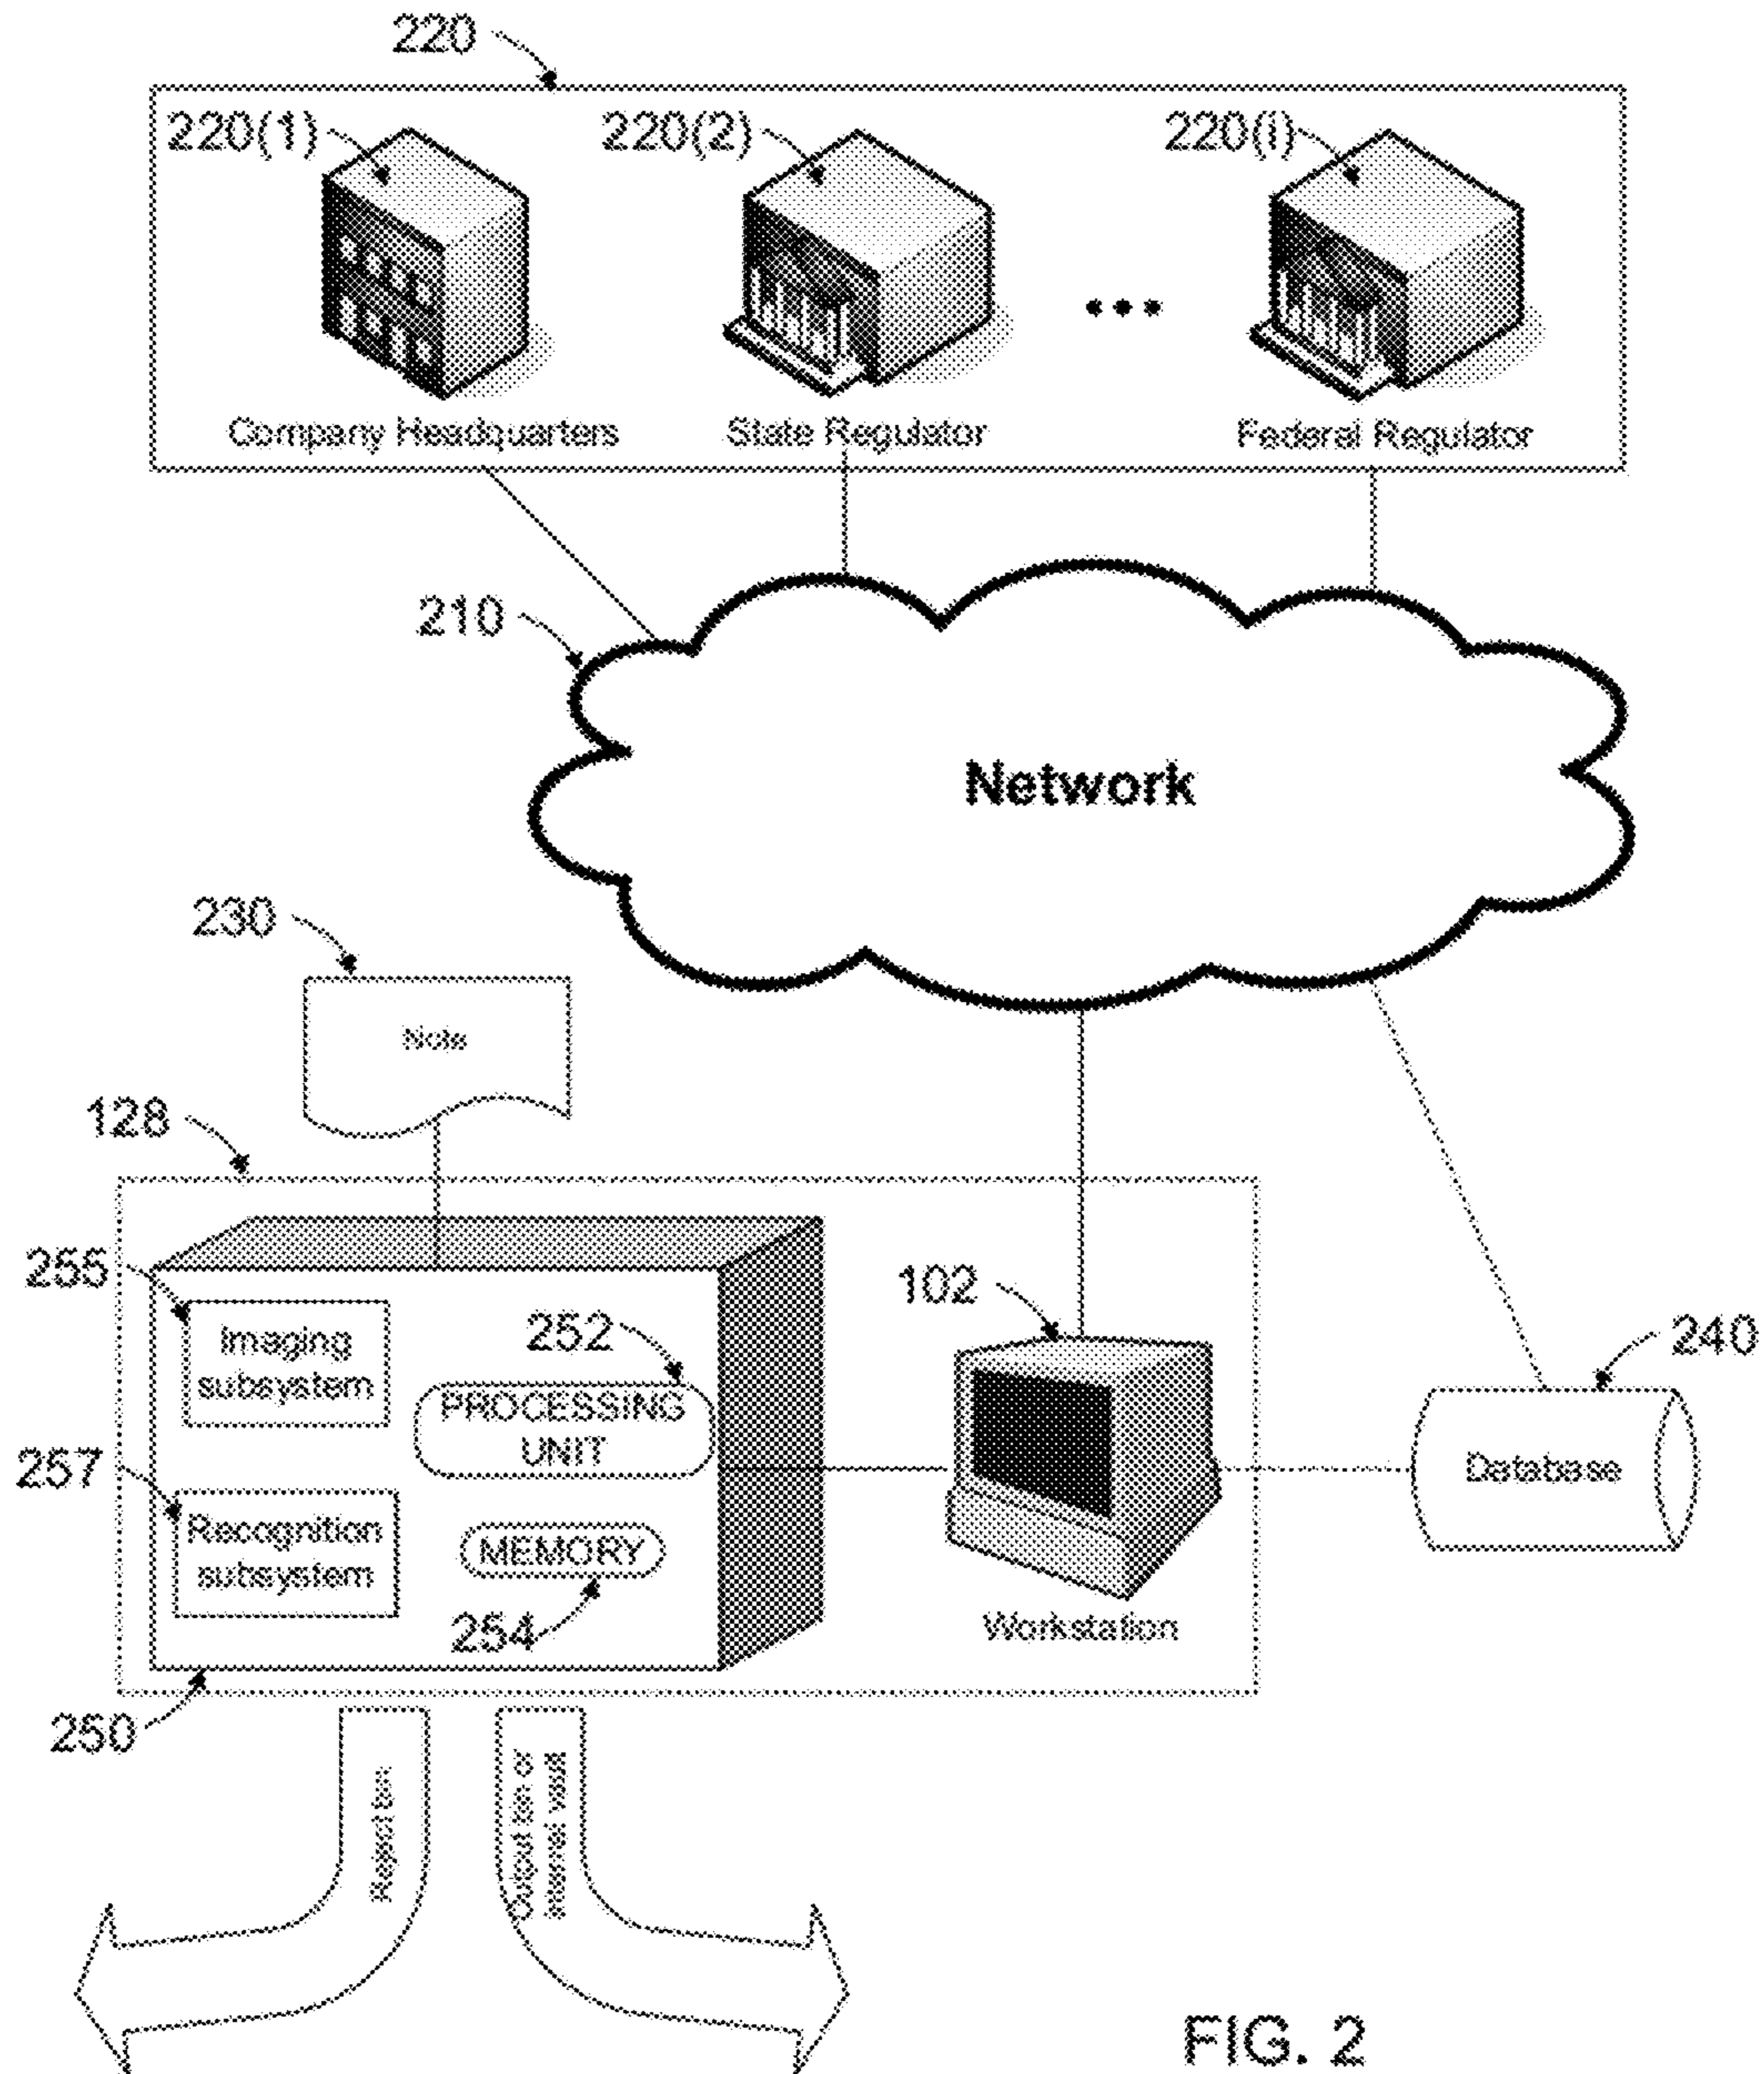 220
220(1)
220(2)
220(i)
Company Headquarters
State Regulator
Federal Regulator
210
Network
230
Note
128
255
Imaging
subsystem
252
PROCESSING
UNIT
102
240
257
Recognition
subsystem
MEMORY
254
Workstation
Database
250
Reject bin
Output bin or
internal vault
FIG. 2